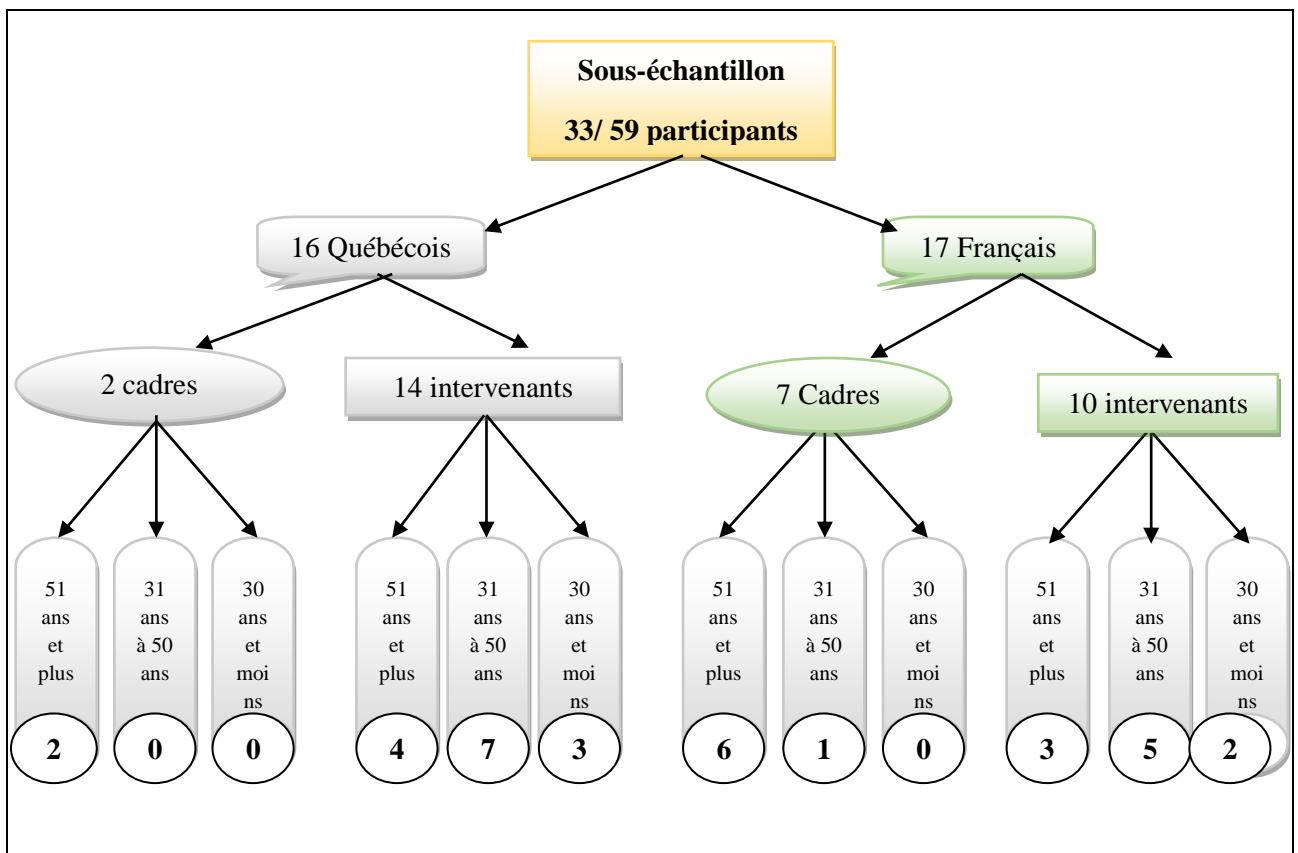 Sous-échantillon
33/ 59 participants
16 Québécois
17 Français
2 cadres
14 intervenants
7 Cadres
10 intervenants
51
ans
et
plus
31
ans
à 50
ans
30
ans
et
moi
ns
51
ans
et
plus
31
ans
à 50
ans
30
ans
et
moi
ns
51
ans
et
plus
31
ans
à 50
ans
30
ans
et
moi
ns
51
ans
et
plus
31
ans
à 50
ans
30
ans
et
moi
ns
2
0
0
4
7
3
6
1
0
3
5
2